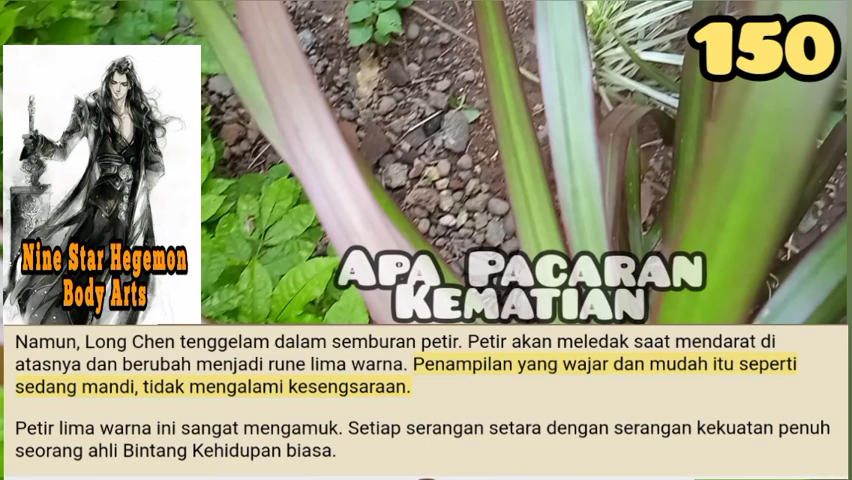 150
Nine Star Hegemon
Body Arts
Apa Pacaran
Kematian
Namun, Long Chen tenggelam dalam semburan petir. Petir akan meledak saat mendarat di
atasnya dan berubah menjadi rune lima warna. Penampilan yang wajar dan mudah itu seperti
sedang mandi, tidak mengalami kesengsaraan.
Petir lima warna ini sangat mengamuk. Setiap serangan setara dengan serangan kekuatan penuh
seorang ahli Bintang Kehidupan biasa.